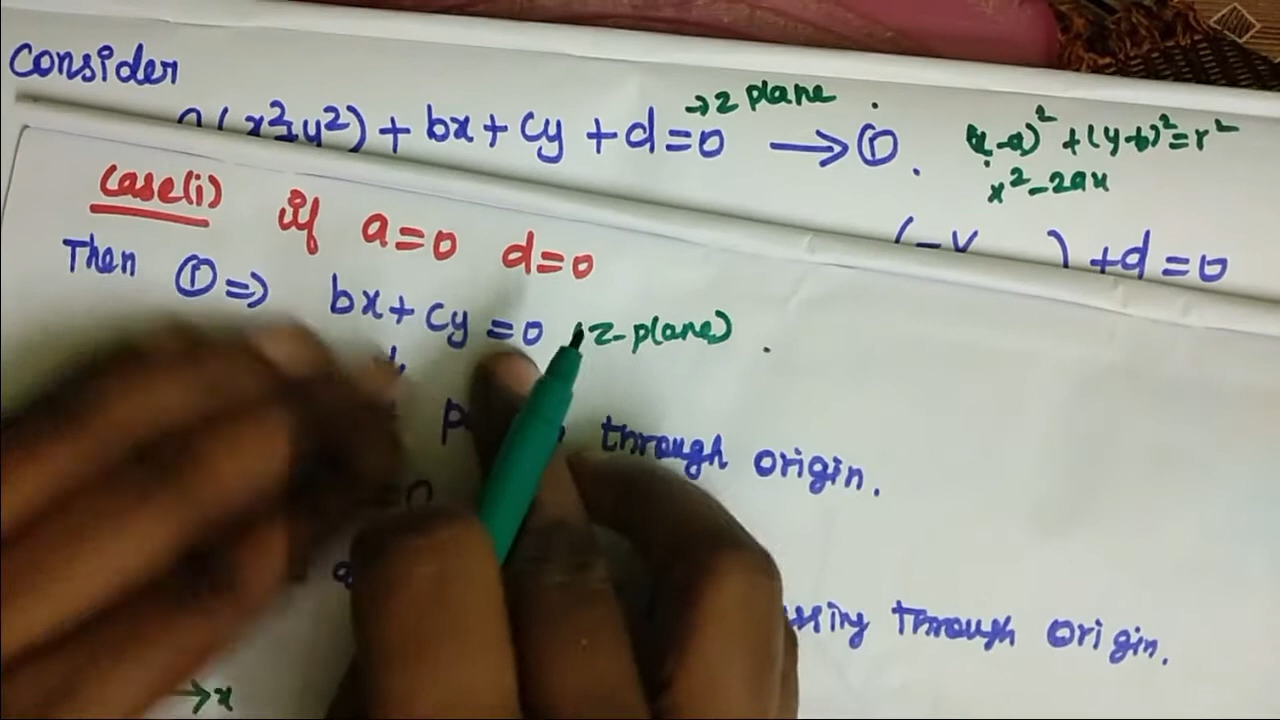 Consider
(x²+y²) + bx + cy + d = 0 → z plane → ①.
(x-a)² + (y-b)² = r²
x² - 2ax
) + d = 0
Case(i) if a=0 d=0
Then ① ⇒ bx + cy = 0 (z-plane)
through origin.
through origin.
→x